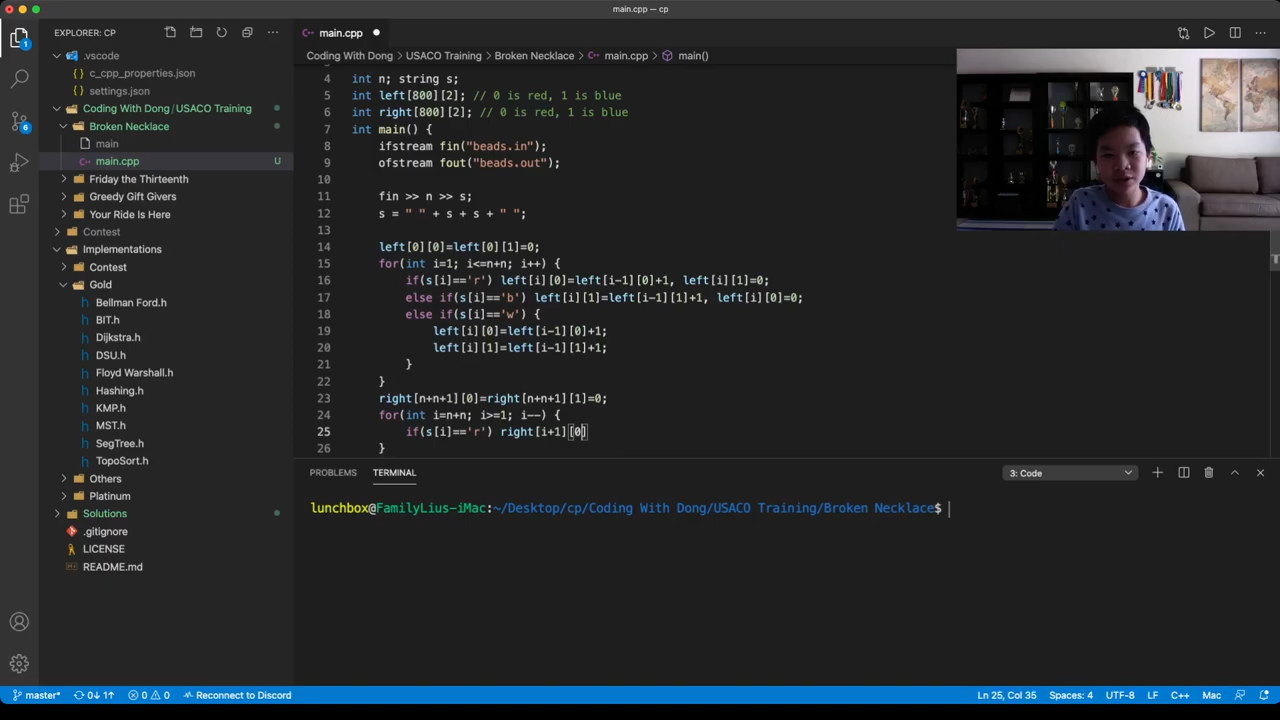 main.cpp — cp
EXPLORER: CP
main.cpp
1
.vscode
c_cpp_properties.json
settings.json
Coding With Dong / USACO Training
Broken Necklace
main
main.cpp U
Friday the Thirteenth
Greedy Gift Givers
Your Ride Is Here
Contest
Implementations
Contest
Gold
Bellman Ford.h
BIT.h
Dijkstra.h
DSU.h
Floyd Warshall.h
Hashing.h
KMP.h
MST.h
SegTree.h
TopoSort.h
Others
Platinum
Solutions
.gitignore
LICENSE
README.md
6
Coding With Dong > USACO Training > Broken Necklace > main.cpp > main()
4 int n; string s;
5 int left[800][2]; // 0 is red, 1 is blue
6 int right[800][2]; // 0 is red, 1 is blue
7 int main() {
8 ifstream fin("beads.in");
9 ofstream fout("beads.out");
10
11 fin >> n >> s;
12 s = " " + s + s + " ";
13
14 left[0][0]=left[0][1]=0;
15 for(int i=1; i<=n+n; i++) {
16 if(s[i]=='r') left[i][0]=left[i-1][0]+1, left[i][1]=0;
17 else if(s[i]=='b') left[i][1]=left[i-1][1]+1, left[i][0]=0;
18 else if(s[i]=='w') {
19 left[i][0]=left[i-1][0]+1;
20 left[i][1]=left[i-1][1]+1;
21 }
22 }
23 right[n+n+1][0]=right[n+n+1][1]=0;
24 for(int i=n+n; i>=1; i--) {
25 if(s[i]=='r') right[i+1][0]
26 }
PROBLEMS TERMINAL
3: Code
lunchbox@FamilyLius-iMac:~/Desktop/cp/Coding With Dong/USACO Training/Broken Necklace$
master* 0↓ 1↑ 0 0 Reconnect to Discord
Ln 25, Col 35 Spaces: 4 UTF-8 LF C++ Mac